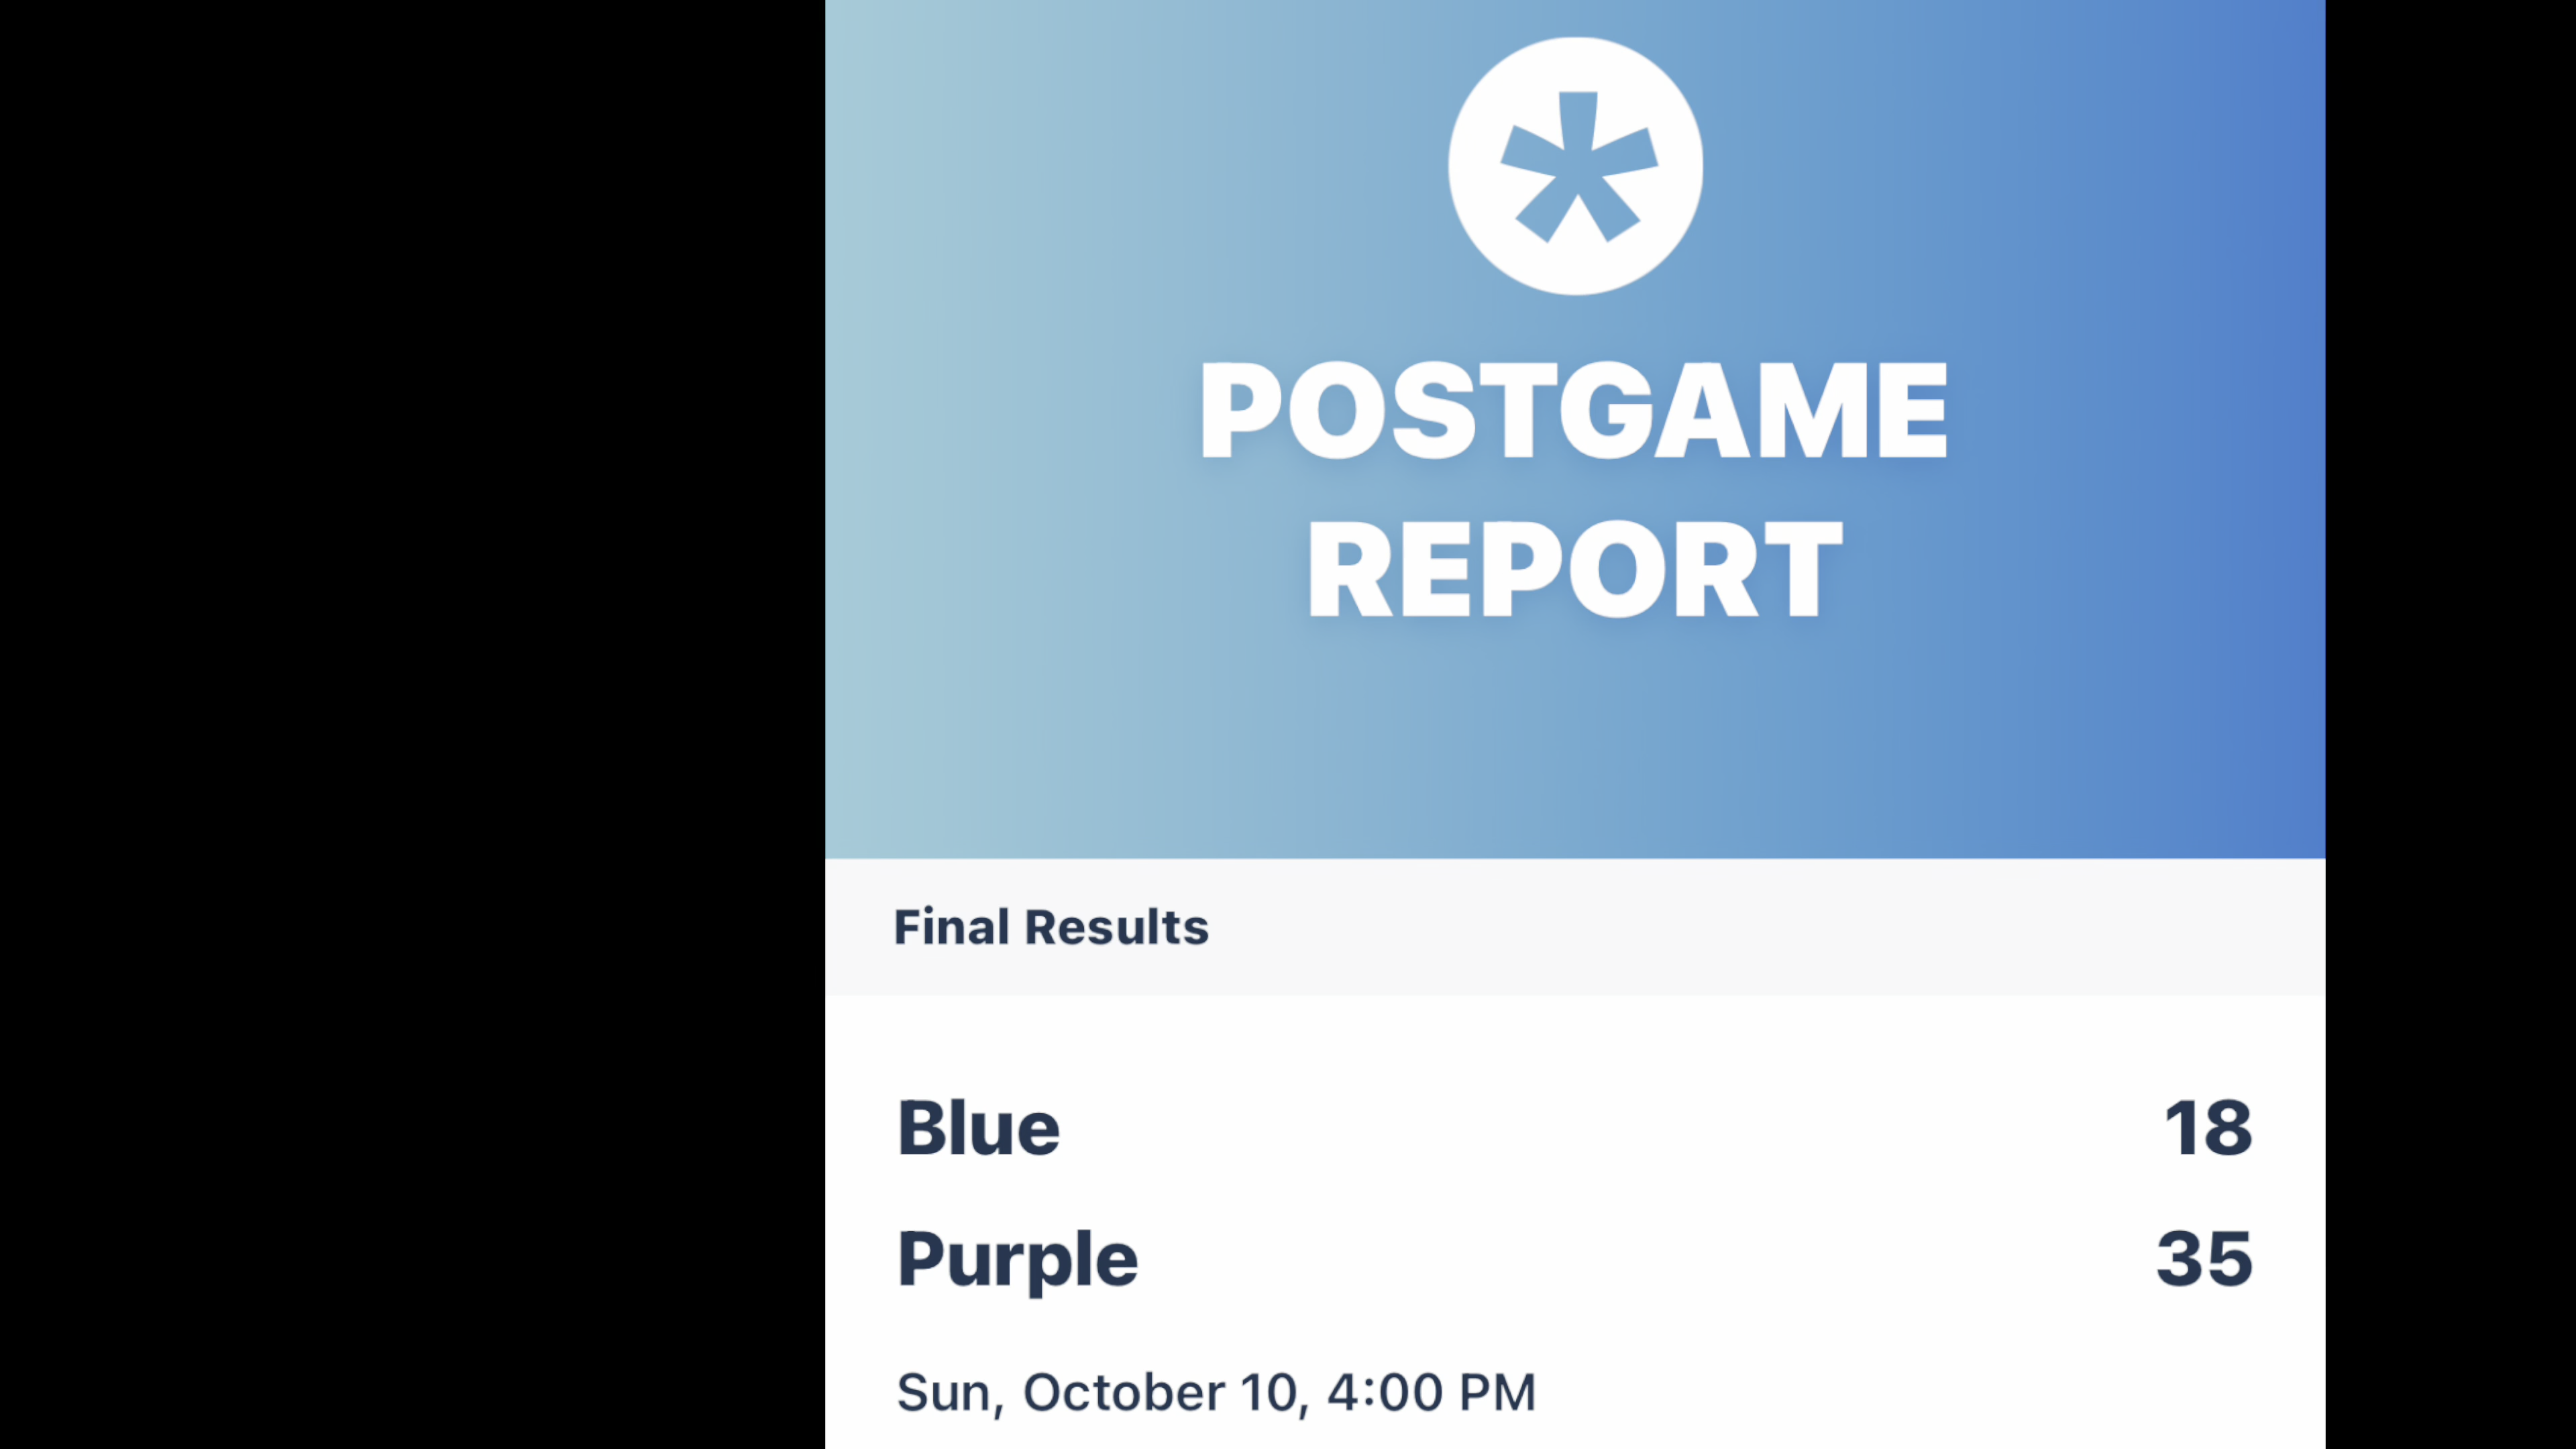 POSTGAME
REPORT
Final Results
Blue 18
Purple 35
Sun, October 10, 4:00 PM